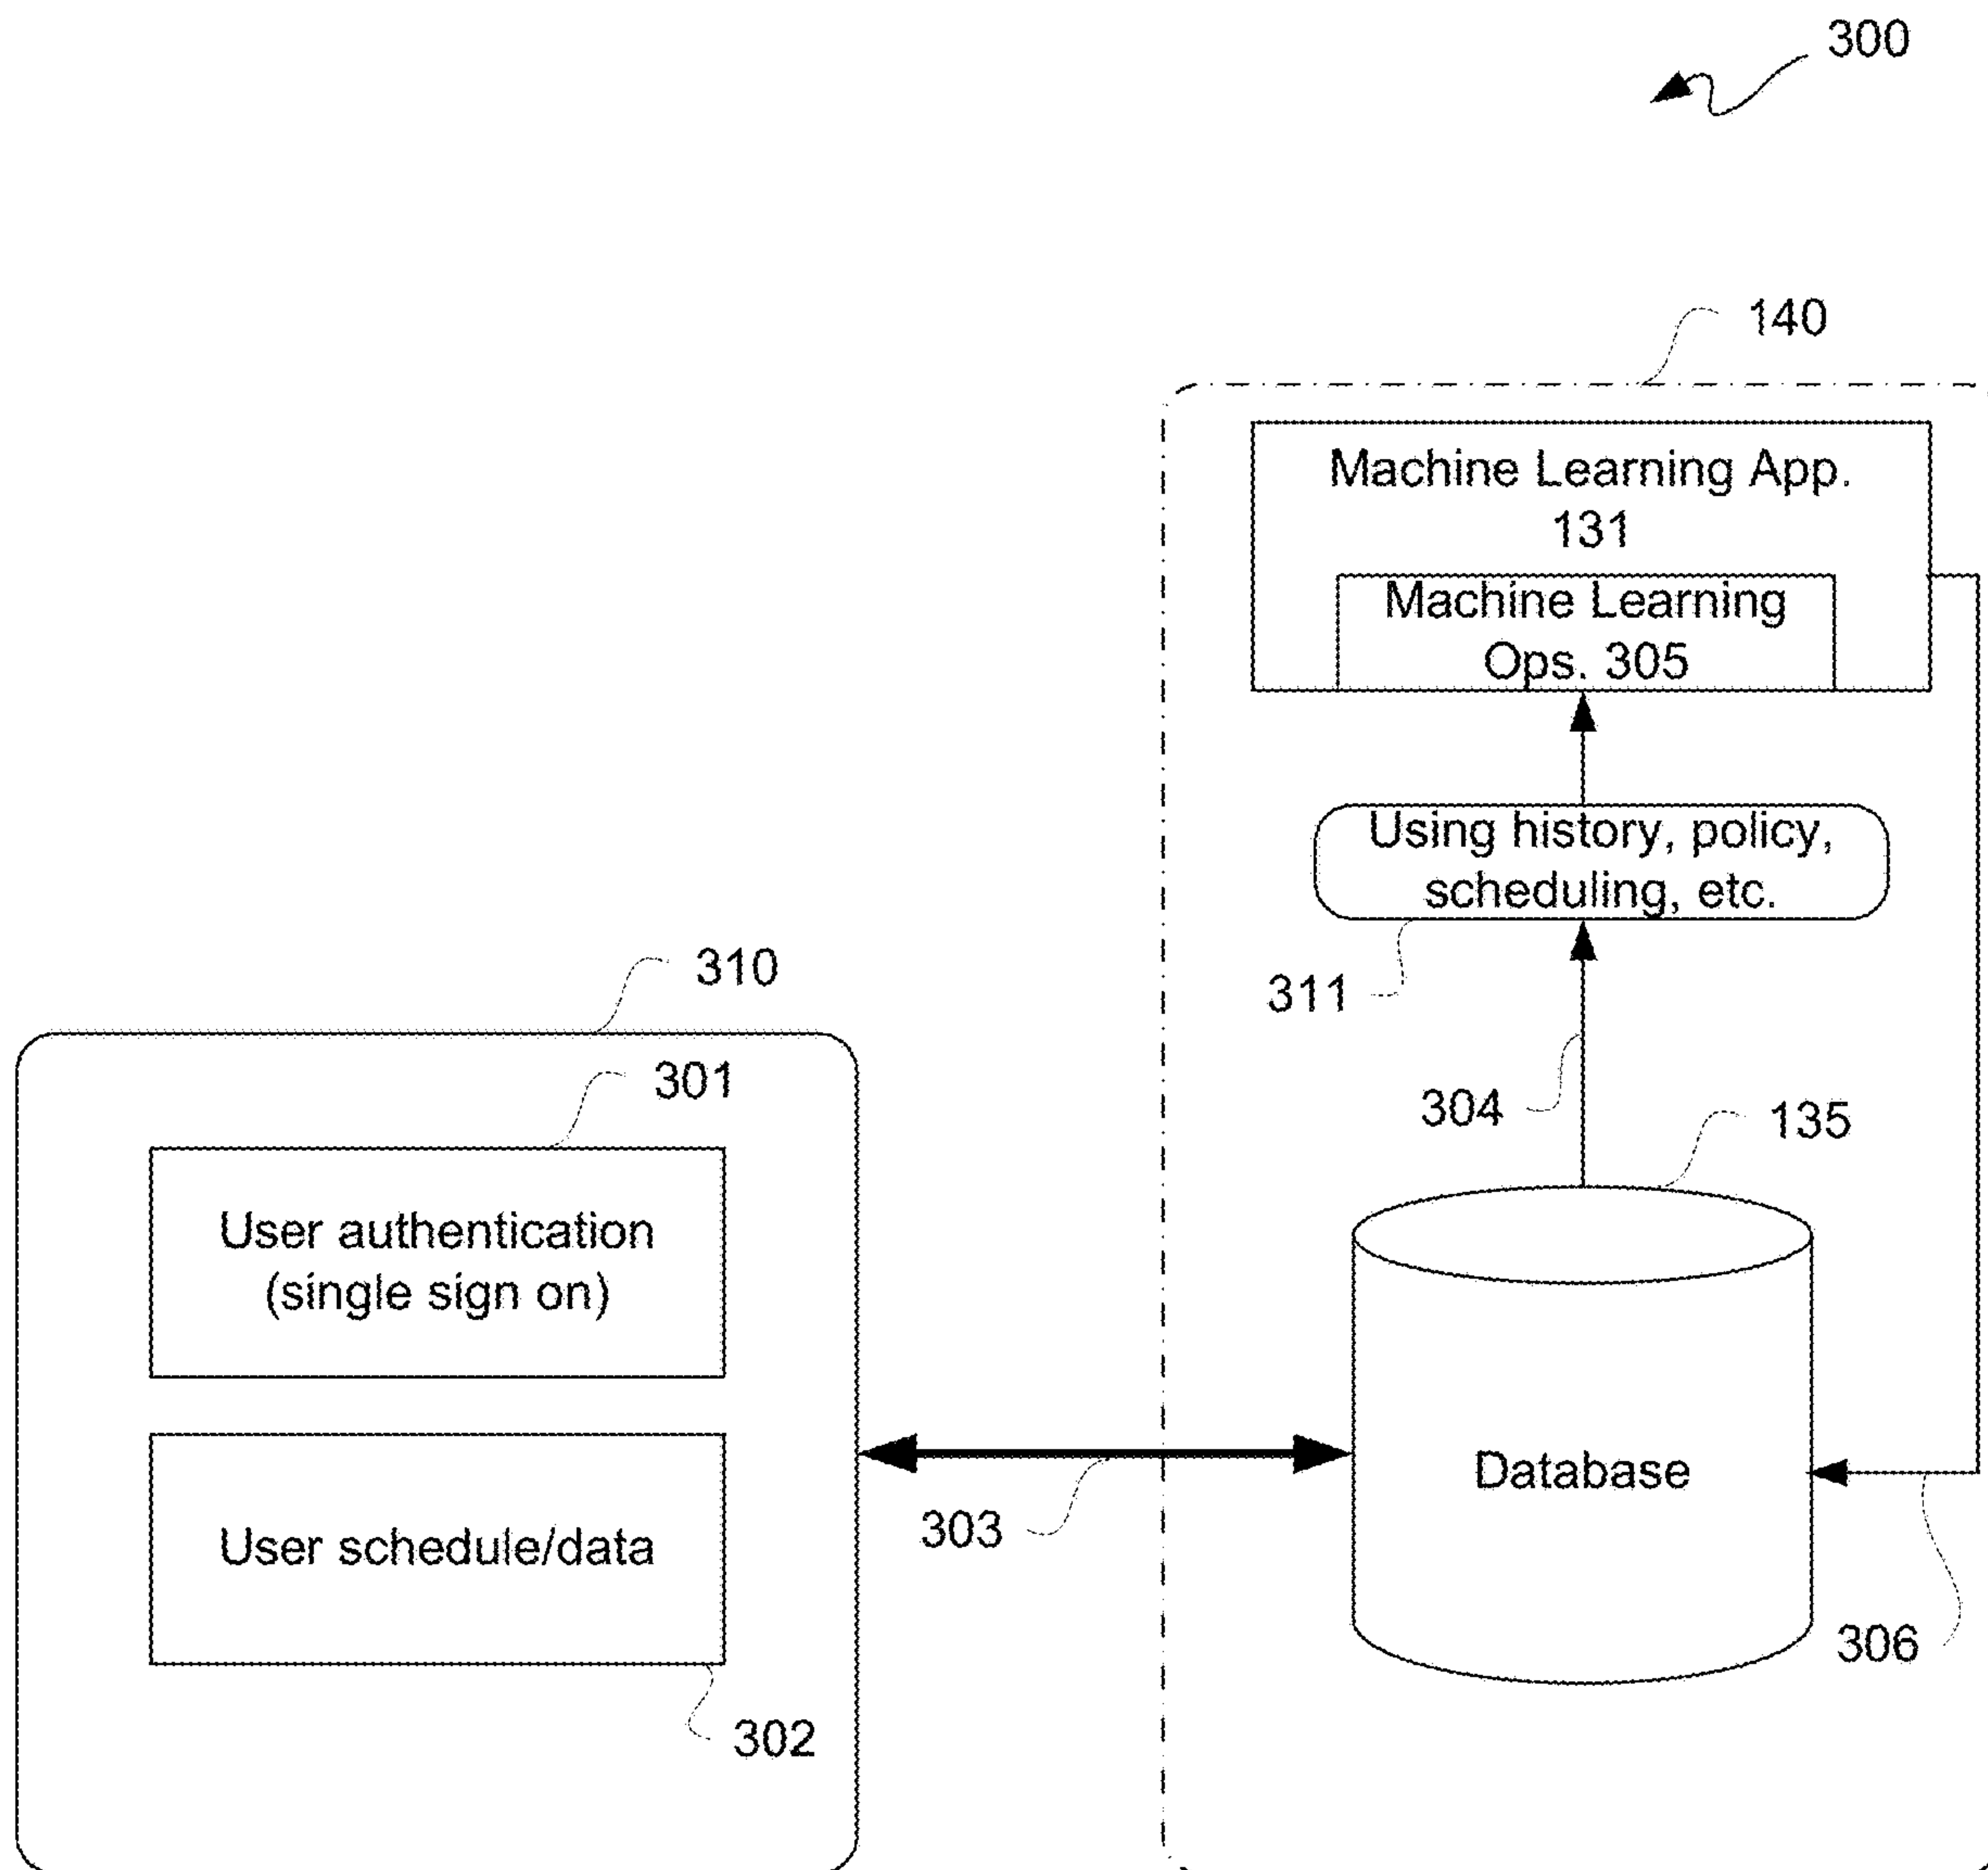 300
140
Machine Learning App.
131
Machine Learning
Ops. 305
Using history, policy,
scheduling, etc.
311
310
301
304
135
User authentication
(single sign on)
Database
303
User schedule/data
306
302